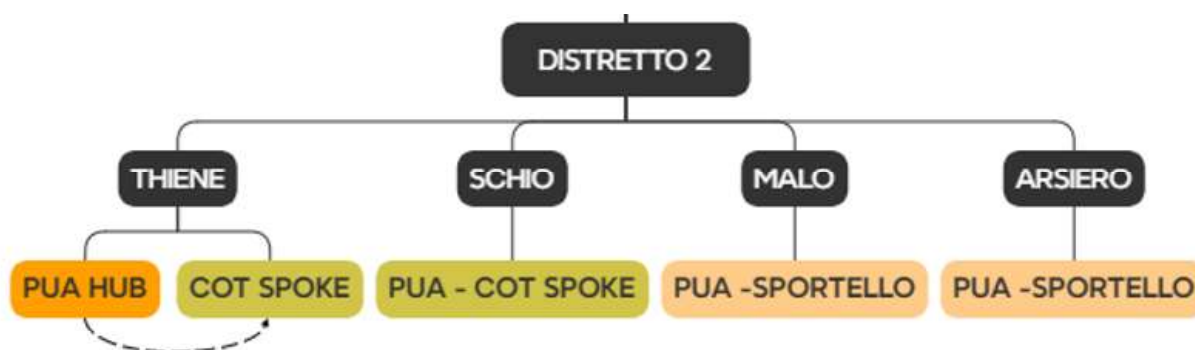 DISTRETTO 2
THIENE
SCHIO
MALO
ARSIERO
PUA HUB
COT SPOKE
PUA - COT SPOKE
PUA -SPORTELLO
PUA -SPORTELLO